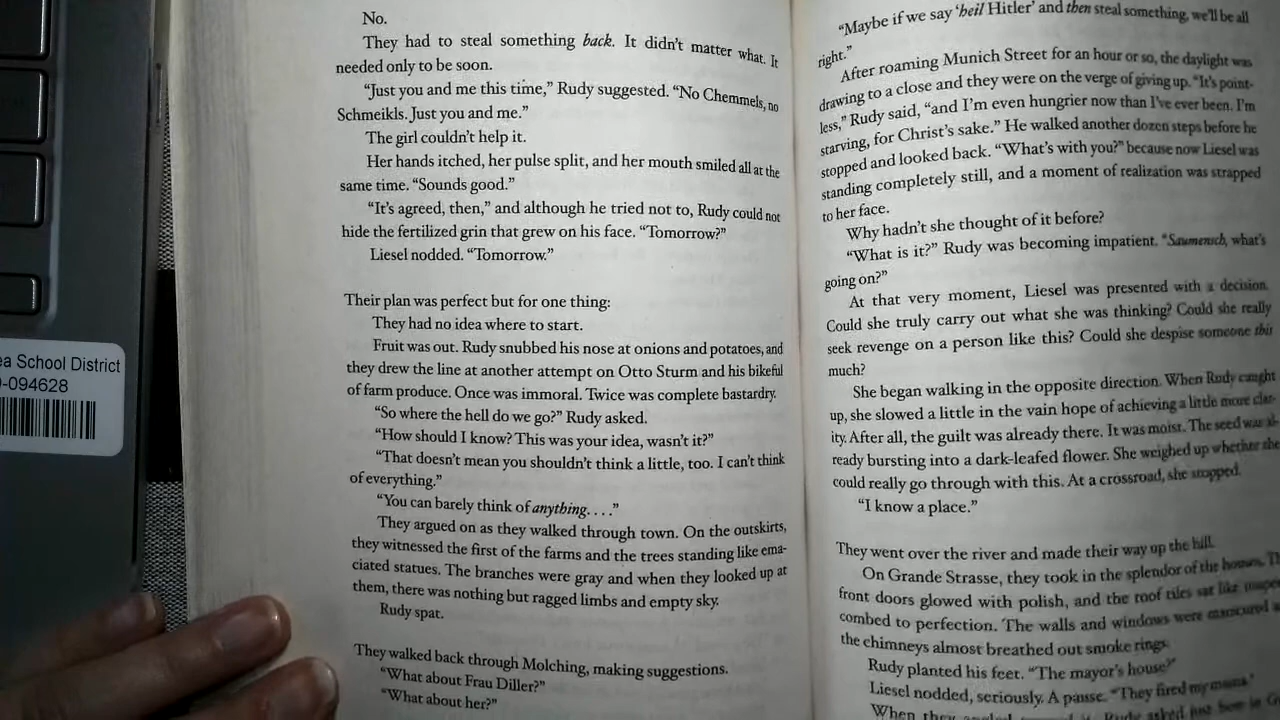 ea School District
-094628
No.
They had to steal something back. It didn't matter what. It
needed only to be soon.
"Just you and me this time," Rudy suggested. "No Chemmels, no
Schmeikls. Just you and me."
The girl couldn't help it.
Her hands itched, her pulse split, and her mouth smiled all at the
same time. "Sounds good."
"It's agreed, then," and although he tried not to, Rudy could not
hide the fertilized grin that grew on his face. "Tomorrow?"
Liesel nodded. "Tomorrow."
Their plan was perfect but for one thing:
They had no idea where to start.
Fruit was out. Rudy snubbed his nose at onions and potatoes, and
they drew the line at another attempt on Otto Sturm and his bikeful
of farm produce. Once was immoral. Twice was complete bastardry.
"So where the hell do we go?" Rudy asked.
"How should I know? This was your idea, wasn't it?"
"That doesn't mean you shouldn't think a little, too. I can't think
of everything."
"You can barely think of anything. . . ."
They argued on as they walked through town. On the outskirts,
they witnessed the first of the farms and the trees standing like ema-
ciated statues. The branches were gray and when they looked up at
them, there was nothing but ragged limbs and empty sky.
Rudy spat.
They walked back through Molching, making suggestions.
"What about Frau Diller?"
"What about her?"
"Maybe if we say 'heil Hitler' and then steal something, we'll be all
right."
After roaming Munich Street for an hour or so, the daylight was
drawing to a close and they were on the verge of giving up. "It's point-
less," Rudy said, "and I'm even hungrier now than I've ever been. I'm
starving, for Christ's sake." He walked another dozen steps before he
stopped and looked back. "What's with you?" because now Liesel was
standing completely still, and a moment of realization was strapped
to her face.
Why hadn't she thought of it before?
"What is it?" Rudy was becoming impatient. "Saumensch, what's
going on?"
At that very moment, Liesel was presented with a decision.
Could she truly carry out what she was thinking? Could she really
seek revenge on a person like this? Could she despise someone this
much?
She began walking in the opposite direction. When Rudy caught
up, she slowed a little in the vain hope of achieving a little more clar-
ity. After all, the guilt was already there. It was moist. The seed was al-
ready bursting into a dark-leafed flower. She weighed up whether she
could really go through with this. At a crossroad, she stopped.
"I know a place."
They went over the river and made their way up the hill.
On Grande Strasse, they took in the splendor of the houses. Th
front doors glowed with polish, and the roof tiles sat like
combed to perfection. The walls and windows were manicured
the chimneys almost breathed out smoke rings.
Rudy planted his feet. "The mayor's house?"
Liesel nodded, seriously. A pause. "They fired my mama."
When they
Rudy asked just how in